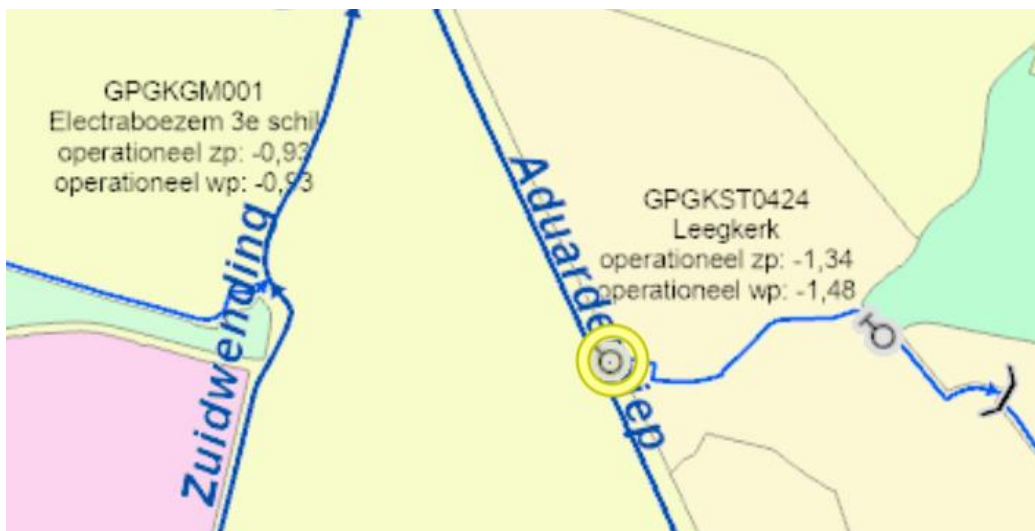 GPGKGM001
Electraboezem 3e schil
operationeel zp: -0,93
operationeel wp: -0,93
Zuidwending
Aduarderdiep
GPGKST0424
Leegkerk
operationeel zp: -1,34
operationeel wp: -1,48